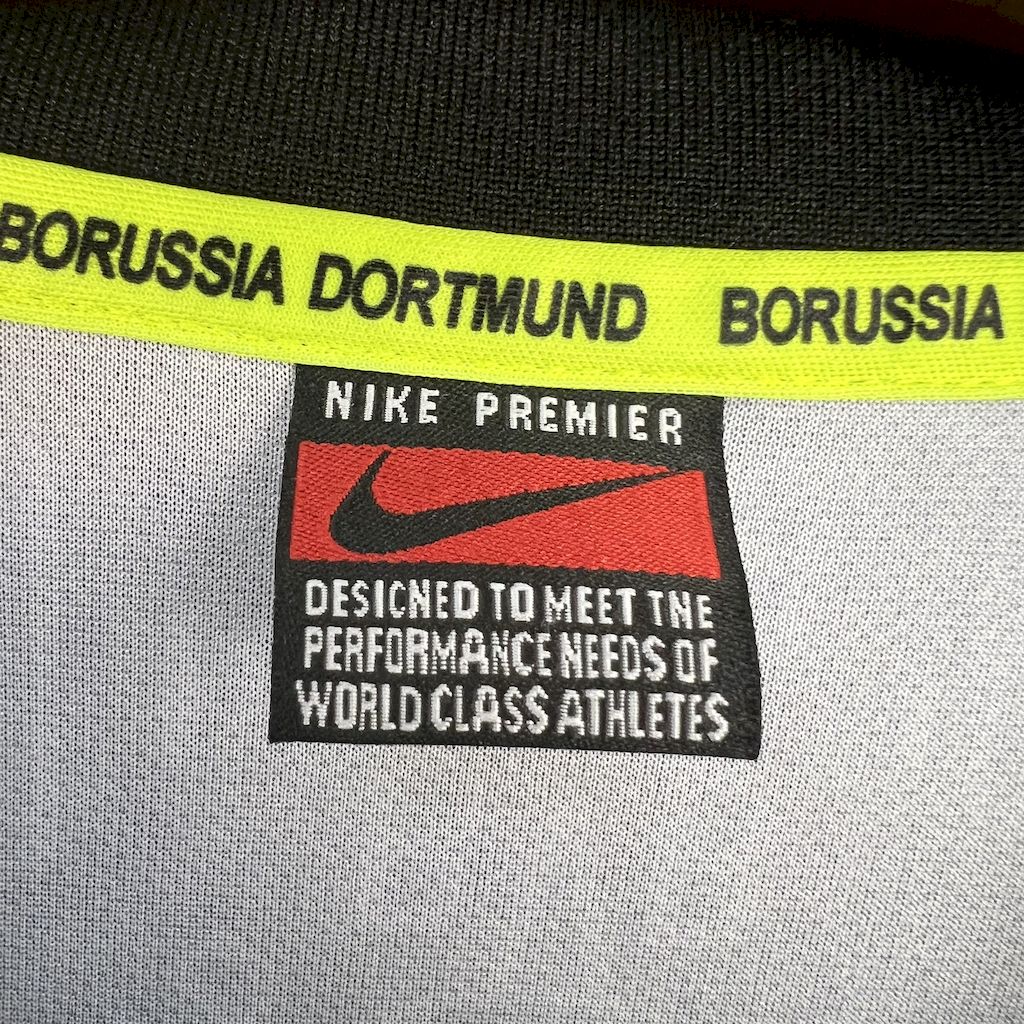 BORUSSIA DORTMUND BORUSSIA
NIKE PREMIER
DESICNED TO MEET TNE
PERFORMANCE NEEDS OF
WORLD CLASS ATHLETES